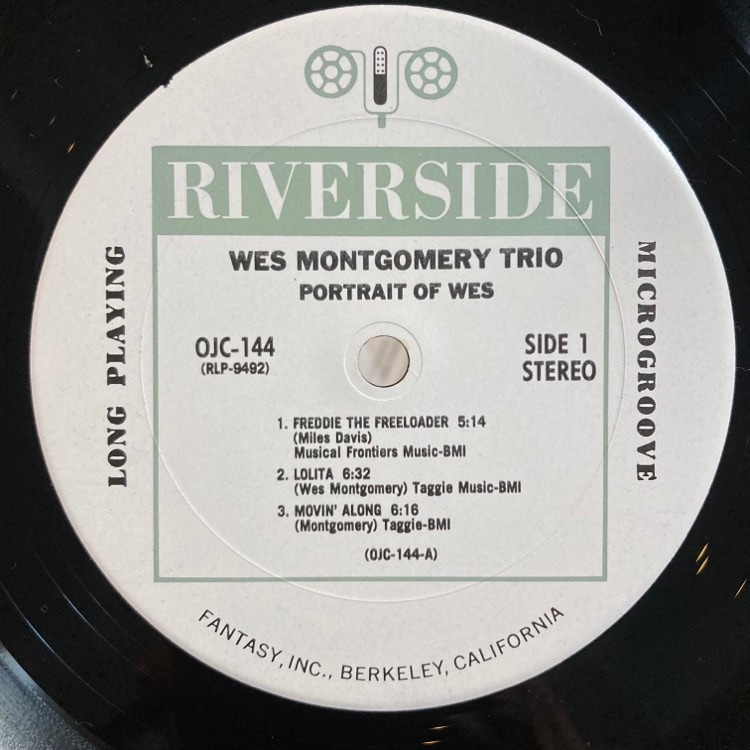 RIVERSIDE
WES MONTGOMERY TRIO
PORTRAIT OF WES
LONG PLAYING
MICROGROOVE
OJC-144
(RLP-9492)
SIDE 1
STEREO
1. FREDDIE THE FREELOADER 5:14
(Miles Davis)
Musical Frontiers Music-BMI
2. LOLITA 6:32
(Wes Montgomery) Taggie Music-BMI
3. MOVIN' ALONG 6:16
(Montgomery) Taggie-BMI
(OJC-144-A)
FANTASY, INC., BERKELEY, CALIFORNIA